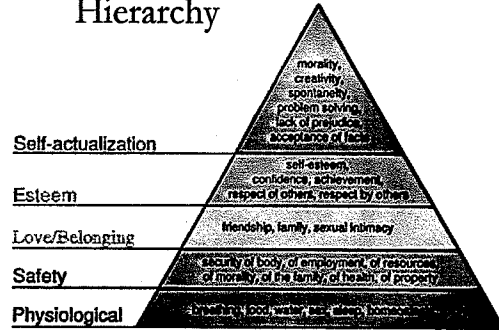 Hierarchy
morality,
creativity,
spontaneity,
problem solving,
lack of prejudice,
acceptance of facts
Self-actualization
self-esteem,
confidence, achievement,
respect of others, respect by others
Esteem
friendship, family, sexual intimacy
Love/Belonging
security of body, of employment, of resources,
of morality, of the family, of health, of property
Safety
breathing, food, water, sex, sleep,
Physiological